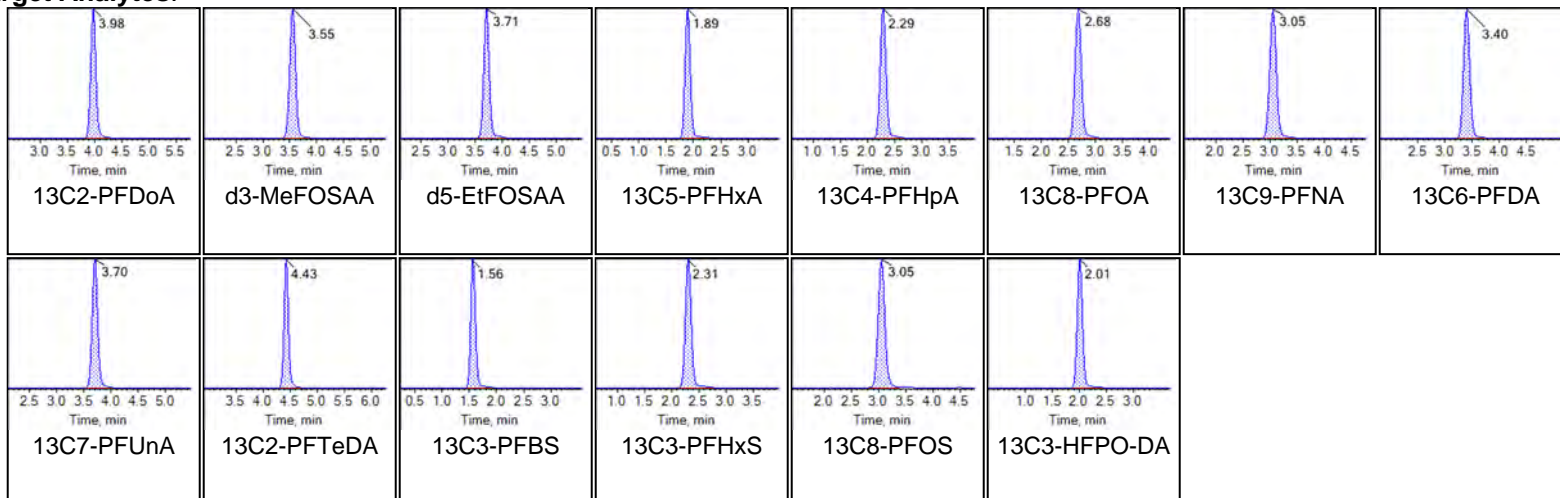 3.98 3.55 3.71 1.89 2.29 2.68 3.05 3.40
3.0 3.5 4.0 4.5 5.0 5.5 2.5 3.0 3.5 4.0 4.5 5.0 2.5 3.0 3.5 4.0 4.5 5.0 0.5 1.0 1.5 2.0 2.5 3.0 1.0 1.5 2.0 2.5 3.0 3.5 1.5 2.0 2.5 3.0 3.5 4.0 2.0 2.5 3.0 3.5 4.0 4.5 2.5 3.0 3.5 4.0 4.5
Time, min Time, min Time, min Time, min Time, min Time, min Time, min Time, min
13C2-PFDoA d3-MeFOSAA d5-EtFOSAA 13C5-PFHxA 13C4-PFHpA 13C8-PFOA 13C9-PFNA 13C6-PFDA
3.70 4.43 1.56 2.31 3.05 2.01
2.5 3.0 3.5 4.0 4.5 5.0 3.5 4.0 4.5 5.0 5.5 6.0 0.5 1.0 1.5 2.0 2.5 3.0 1.0 1.5 2.0 2.5 3.0 3.5 2.0 2.5 3.0 3.5 4.0 4.5 1.0 1.5 2.0 2.5 3.0
Time, min Time, min Time, min Time, min Time, min Time, min
13C7-PFUnA 13C2-PFTeDA 13C3-PFBS 13C3-PFHxS 13C8-PFOS 13C3-HFPO-DA